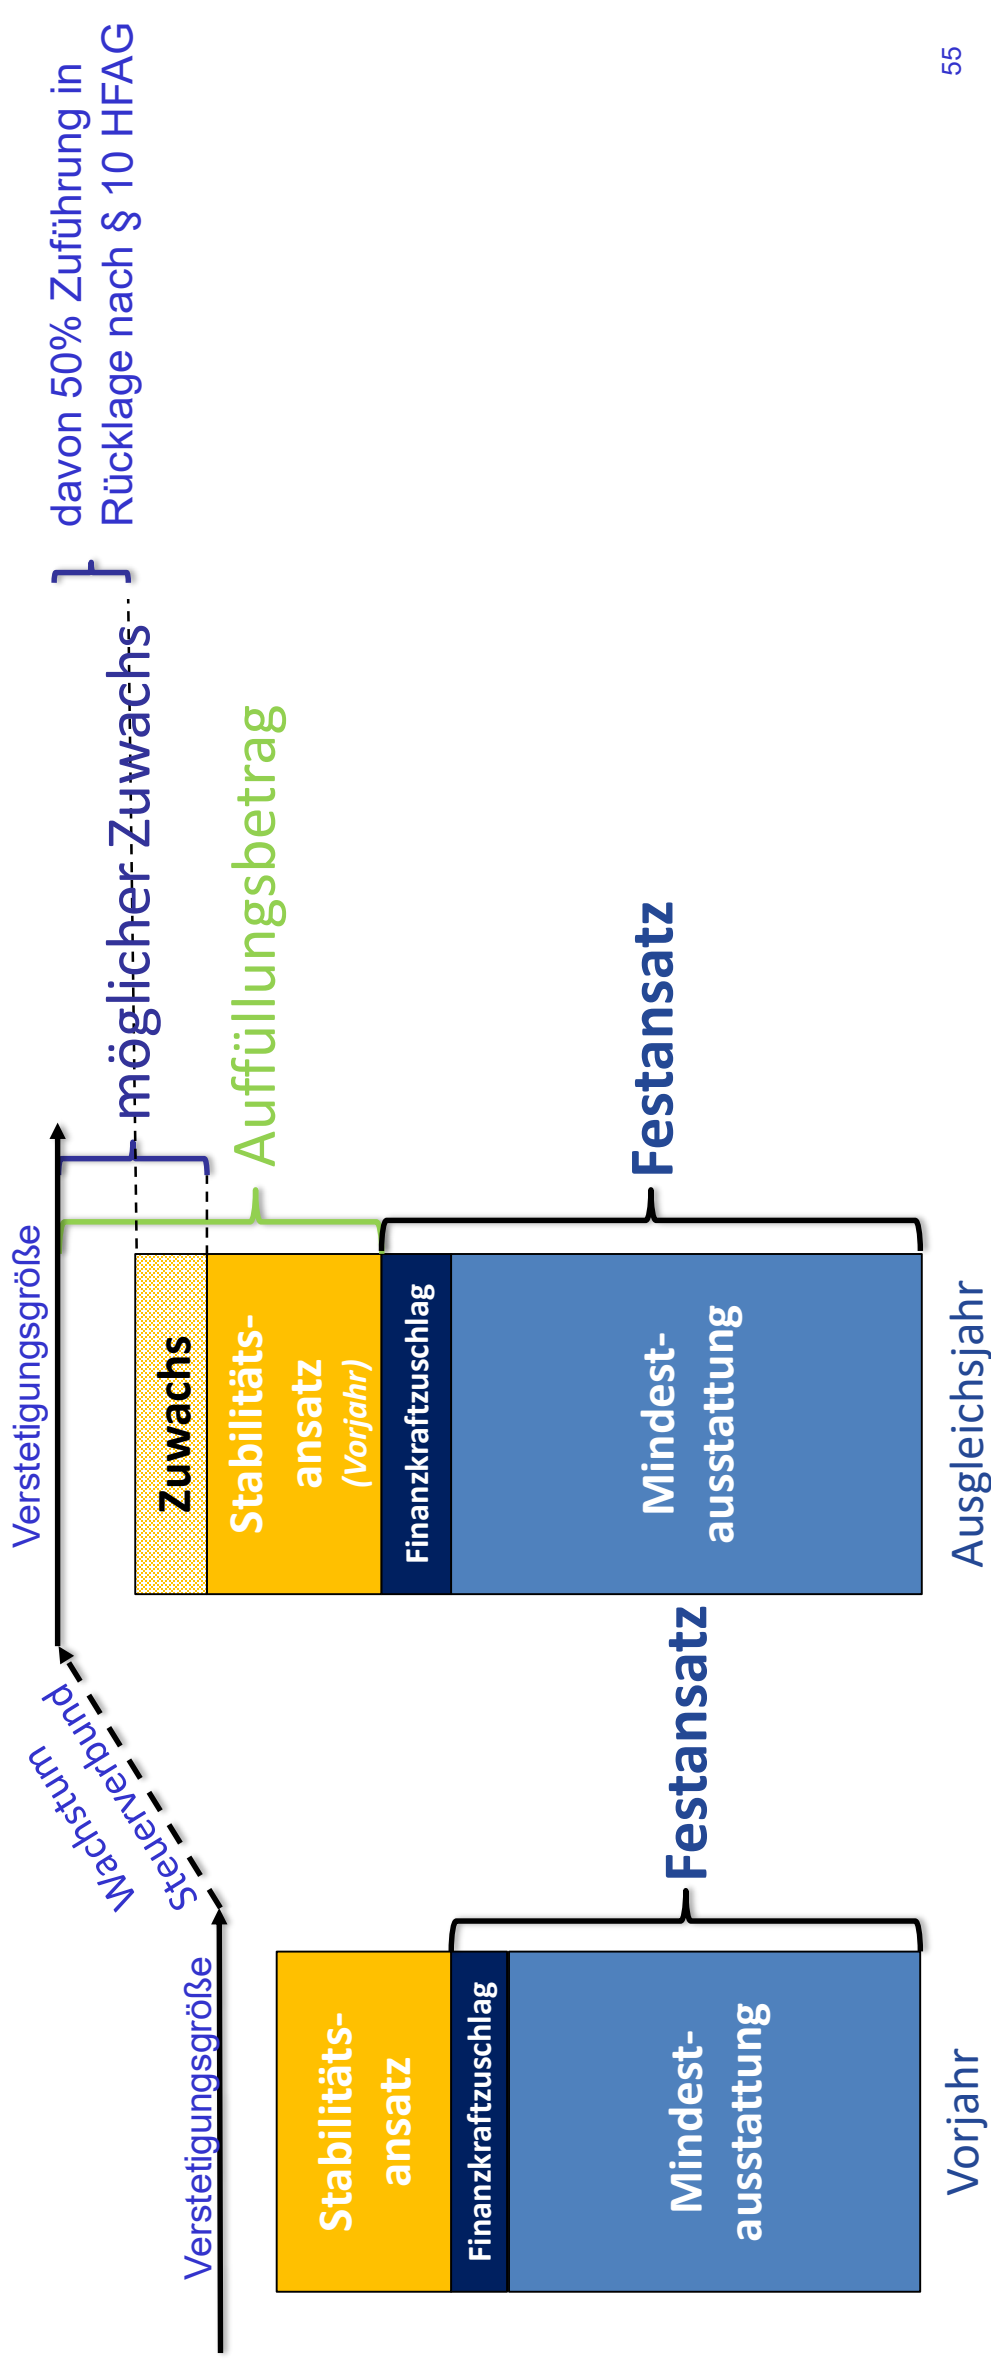 davon 50% Zuführung in
Rücklage nach § 10 HFAG
Verstetigungsgröße
Wachstum
Steuerverbund
möglicher Zuwachs
Verstetigungsgröße
Zuwachs
Auffüllungsbetrag
Stabilitäts-
ansatz
(Vorjahr)
Stabilitäts-
ansatz
Finanzkraftzuschlag
Finanzkraftzuschlag
Festansatz
Festansatz
Mindest-
ausstattung
Mindest-
ausstattung
Vorjahr
Ausgleichsjahr
55